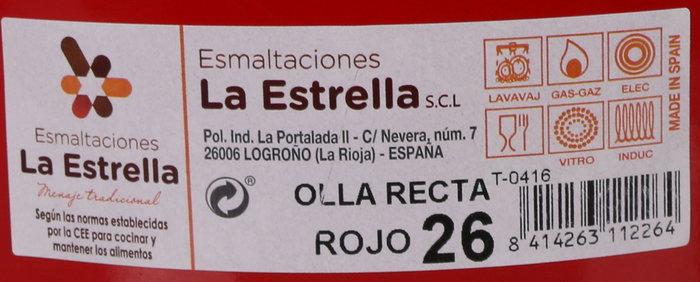 Esmaltaciones
La Estrella
Menaje tradicional
Según las normas establecidas
por la CEE para cocinar y
mantener los alimentos
Esmaltaciones
La Estrella S.C.L
Pol. Ind. La Portalada II - C/ Nevera, núm. 7
26006 LOGROÑO (La Rioja) - ESPAÑA
LAVAVAJ GAS-GAZ ELEC
VITRO INDUC
MADE IN SPAIN
OLLA RECTA
ROJO 26
T-0416
8 414263 112264